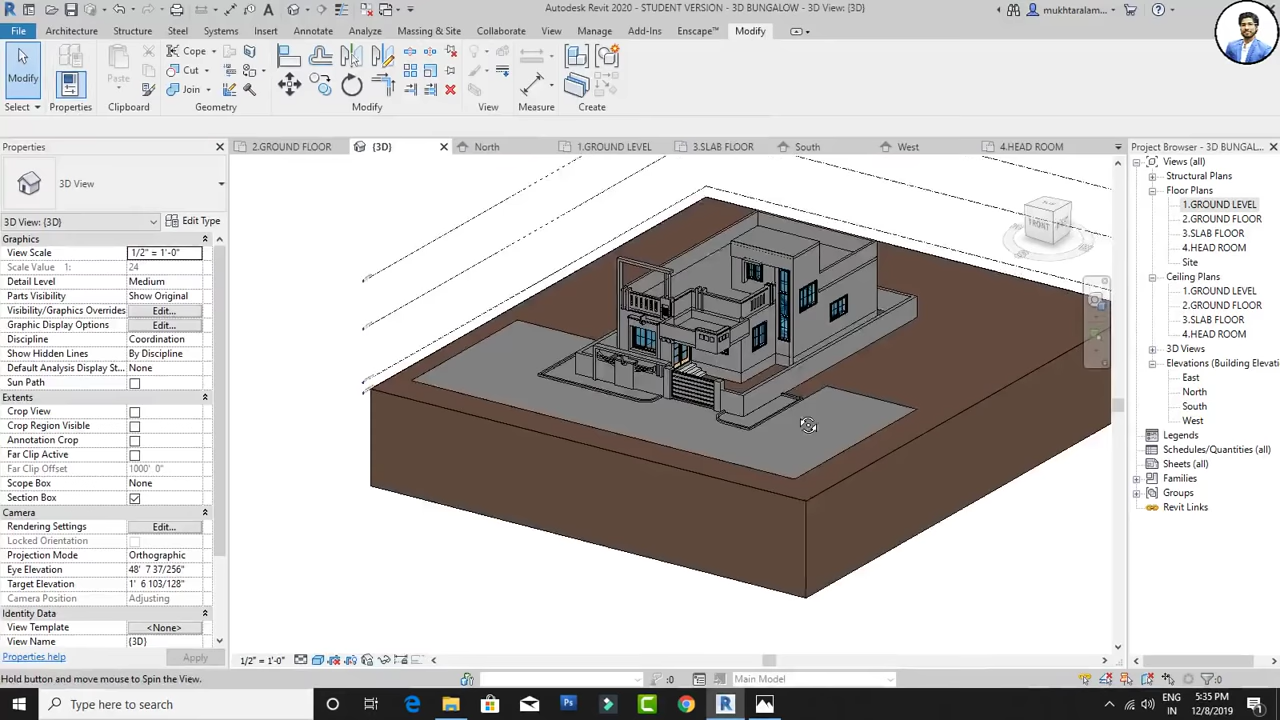 Autodesk Revit 2020 - STUDENT VERSION - 3D BUNGALOW - 3D View: {3D}
mukhtaralam...
File Architecture Structure Steel Systems Insert Annotate Analyze Massing & Site Collaborate View Manage Add-Ins Enscape™ Modify
Modify Paste Cope Cut Join
Select Properties Clipboard Geometry Modify View Measure Create
Properties
2.GROUND FLOOR {3D} North 1.GROUND LEVEL 3.SLAB FLOOR South West 4.HEAD ROOM
Project Browser - 3D BUNGAL...
3D View
3D View: {3D} Edit Type
Graphics
View Scale 1/2" = 1'-0"
Scale Value 1: 24
Detail Level Medium
Parts Visibility Show Original
Visibility/Graphics Overrides Edit...
Graphic Display Options Edit...
Discipline Coordination
Show Hidden Lines By Discipline
Default Analysis Display St... None
Sun Path
Extents
Crop View
Crop Region Visible
Annotation Crop
Far Clip Active
Far Clip Offset 1000' 0"
Scope Box None
Section Box
Camera
Rendering Settings Edit...
Locked Orientation
Projection Mode Orthographic
Eye Elevation 48' 7 37/256"
Target Elevation 1' 6 103/128"
Camera Position Adjusting
Identity Data
View Template <None>
View Name {3D}
Properties help Apply
FRONT
Views (all)
Structural Plans
Floor Plans
1.GROUND LEVEL
2.GROUND FLOOR
3.SLAB FLOOR
4.HEAD ROOM
Site
Ceiling Plans
1.GROUND LEVEL
2.GROUND FLOOR
3.SLAB FLOOR
4.HEAD ROOM
3D Views
Elevations (Building Elevati
East
North
South
West
Legends
Schedules/Quantities (all)
Sheets (all)
Families
Groups
Revit Links
1/2" = 1'-0"
Hold button and move mouse to Spin the View.
:0 Main Model :0
Type here to search
ENG
IN
5:35 PM
12/8/2019